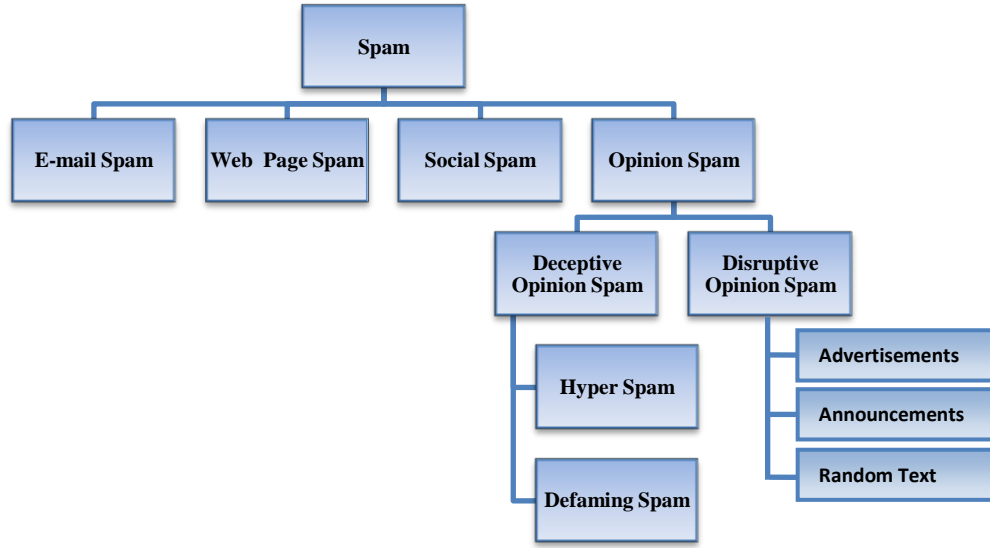 Spam
E-mail Spam
Web Page Spam
Social Spam
Opinion Spam
Deceptive
Opinion Spam
Disruptive
Opinion Spam
Hyper Spam
Defaming Spam
Advertisements
Announcements
Random Text